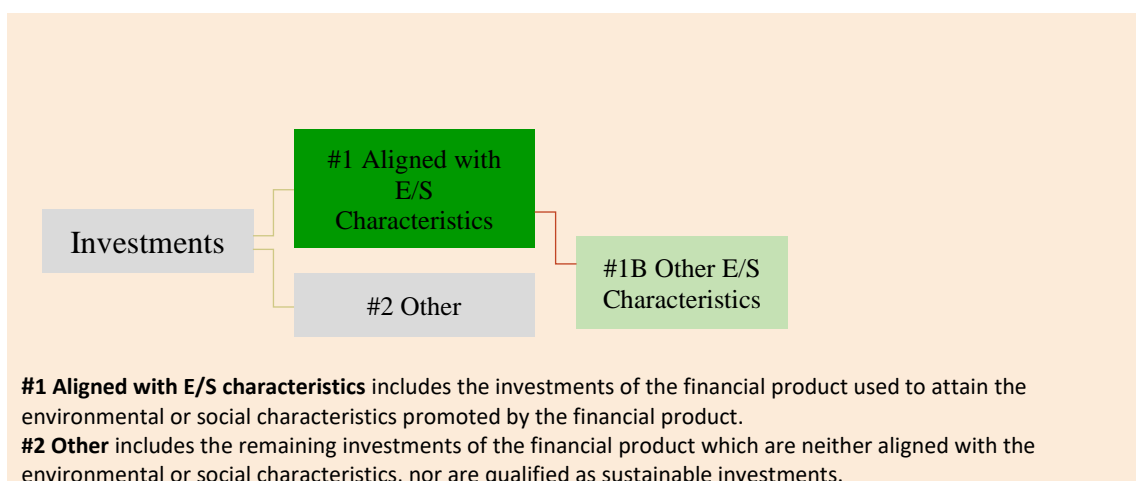 #1 Aligned with
E/S
Characteristics
Investments
#1B Other E/S
Characteristics
#2 Other
#1 Aligned with E/S characteristics includes the investments of the financial product used to attain the
environmental or social characteristics promoted by the financial product.
#2 Other includes the remaining investments of the financial product which are neither aligned with the
environmental or social characteristics, nor are qualified as sustainable investments.